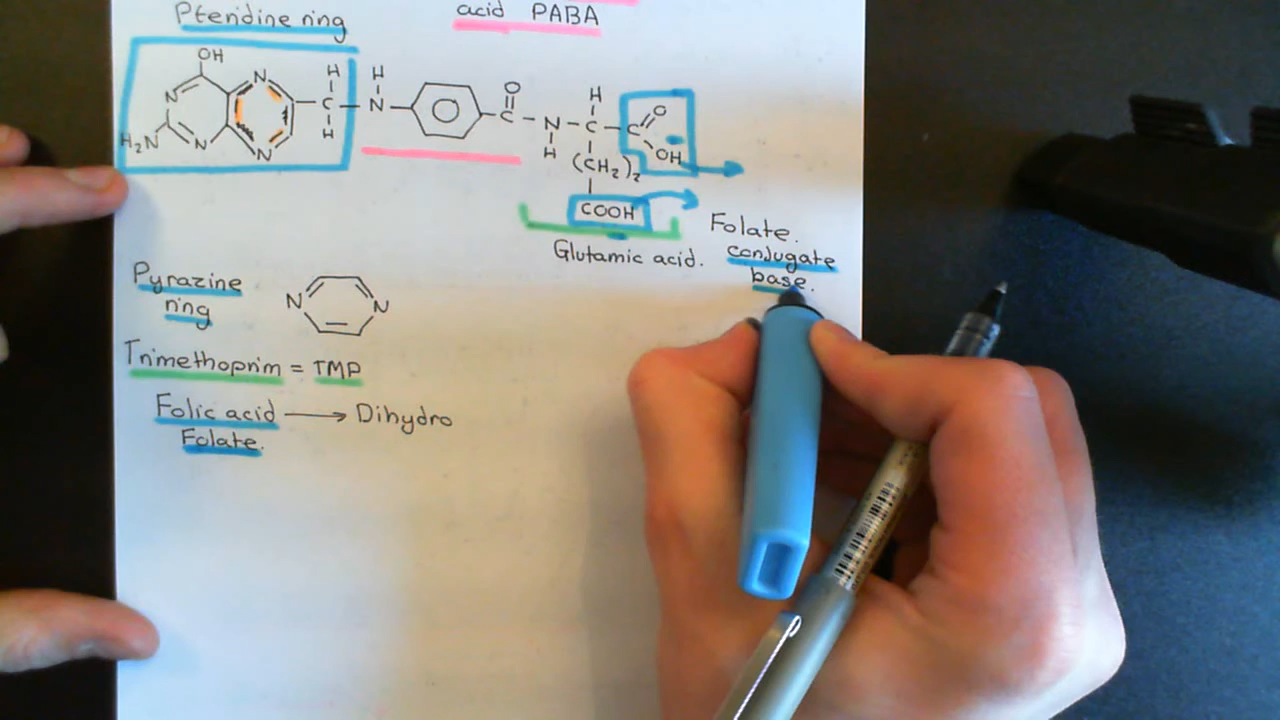 Pteridine ring
acid PABA
OH
N
N
H
H
O
H
O
H₂N
N
N
C
H
N
C
N
H
C
C
OH
(CH₂)₂
COOH
Glutamic acid.
Folate.
conjugate
base.
Pyrazine
ring
N
N
Trimethoprim = TMP
Folic acid → Dihydro
Folate.